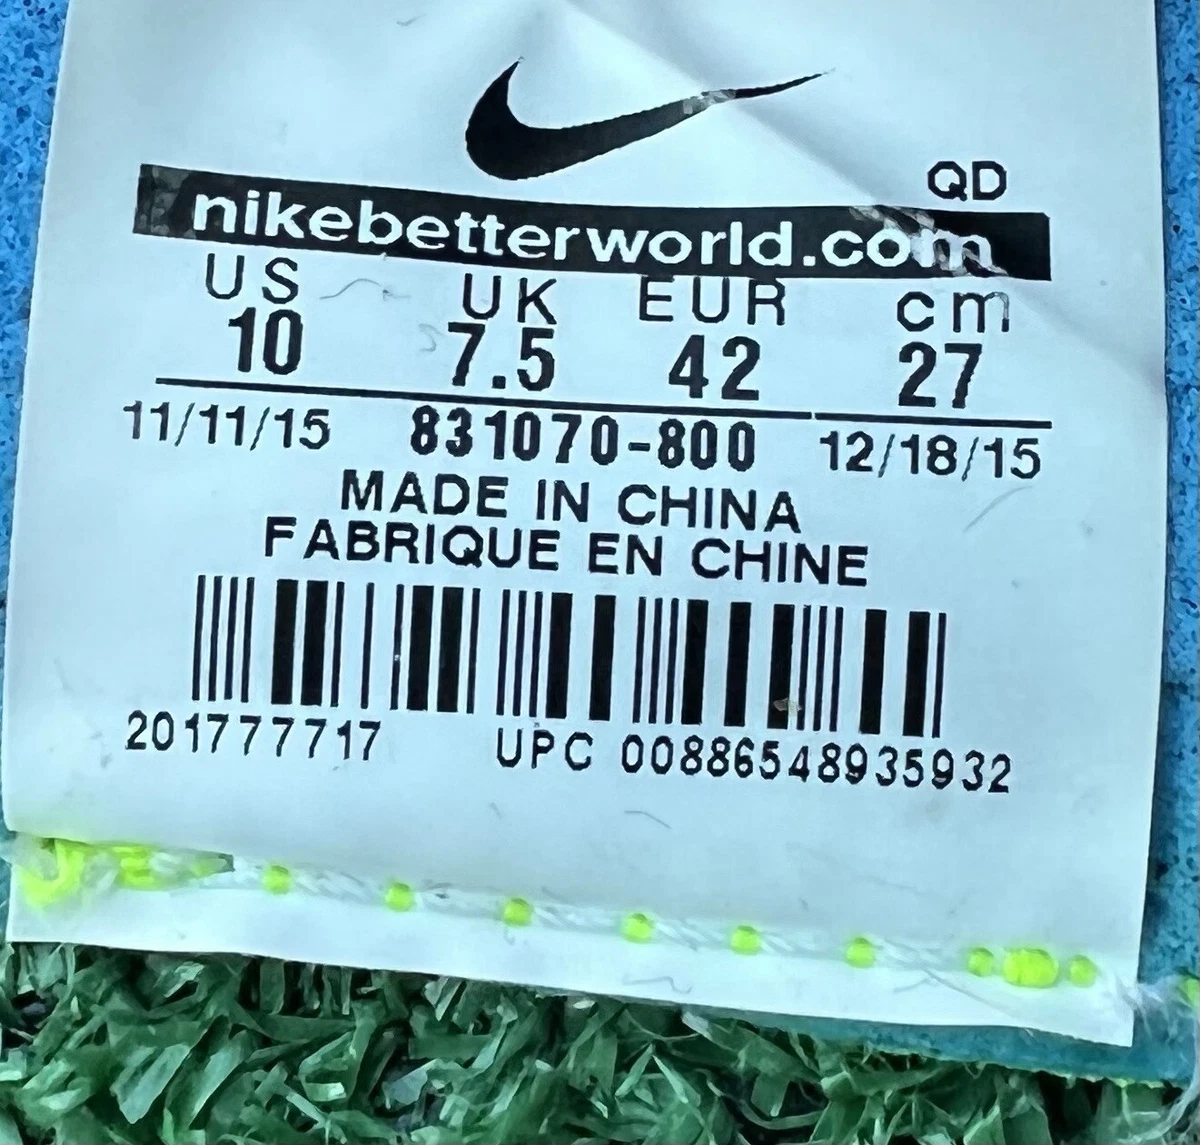 QD
nikebetterworld.com
US UK EUR cm
10 7.5 42 27
11/11/15 831070-800 12/18/15
MADE IN CHINA
FABRIQUE EN CHINE
201777717 UPC 00886548935932